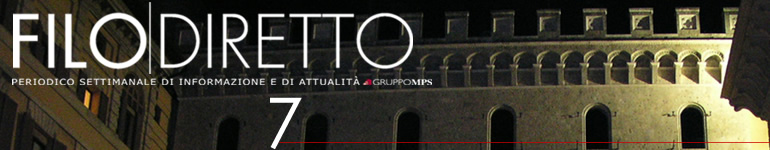 FILO DIRETTO
PERIODICO SETTIMANALE DI INFORMAZIONE E DI ATTUALITÀ GRUPPOMPS
7